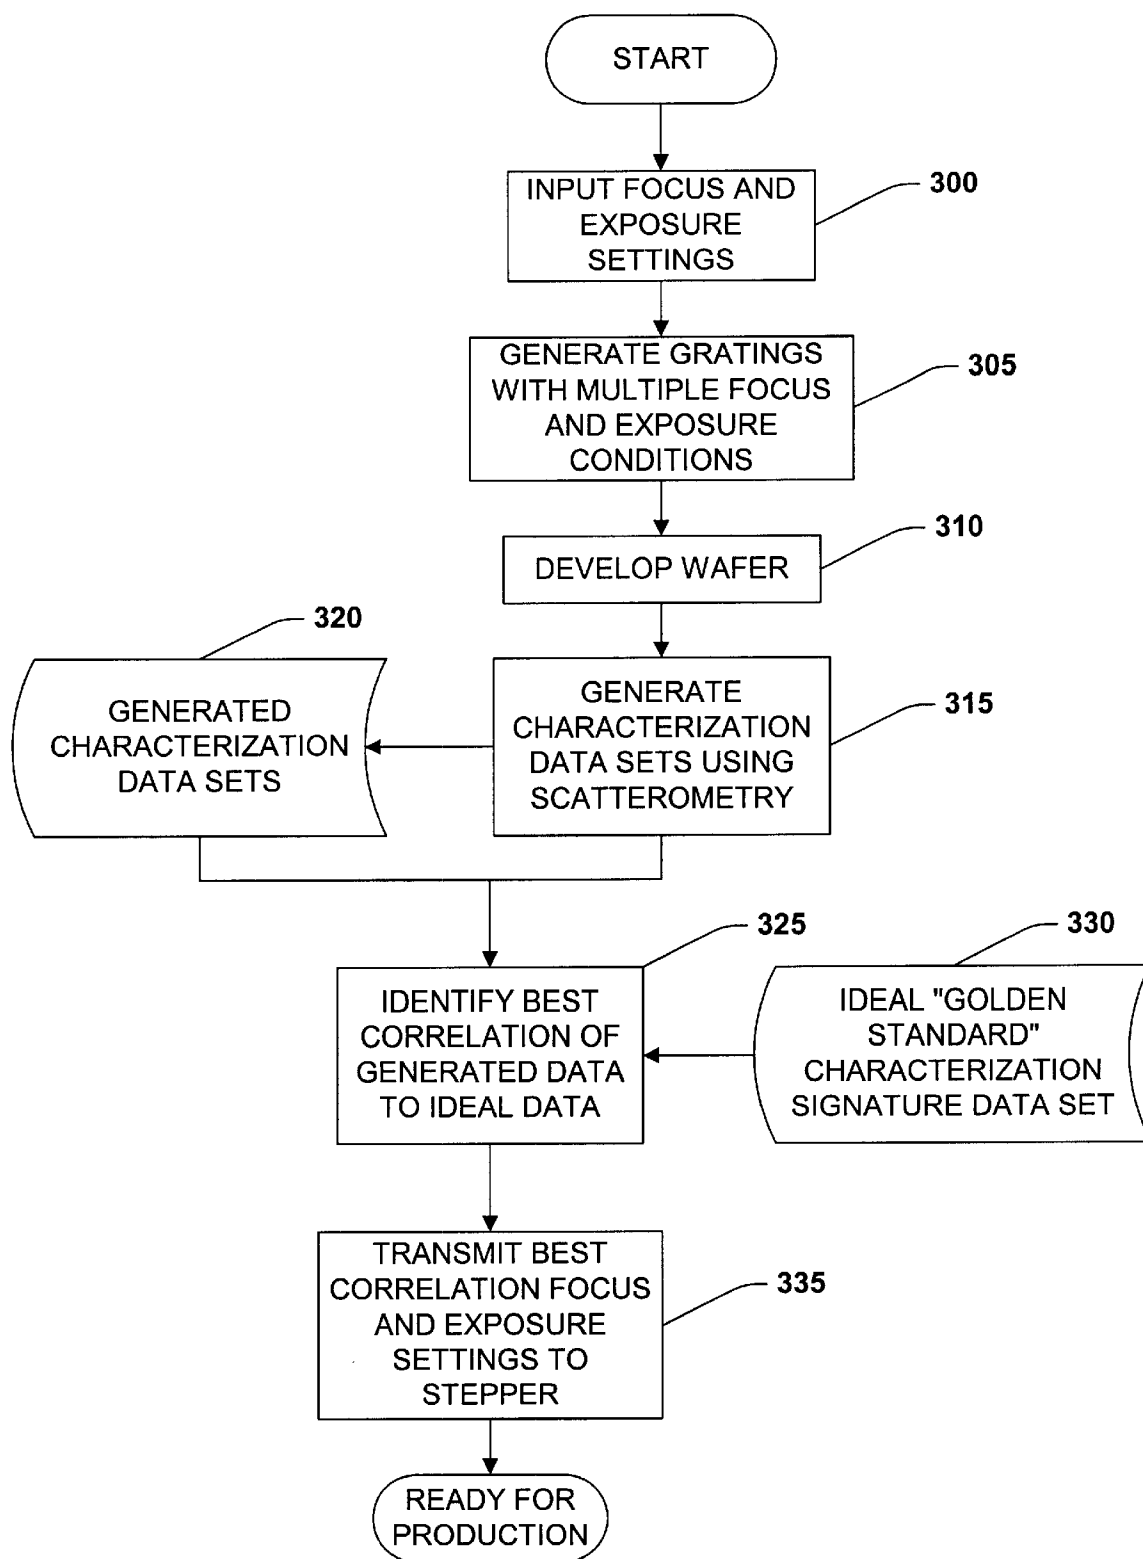 START
300
INPUT FOCUS AND
EXPOSURE
SETTINGS
305
GENERATE GRATINGS
WITH MULTIPLE FOCUS
AND EXPOSURE
CONDITIONS
310
DEVELOP WAFER
320
GENERATED
CHARACTERIZATION
DATA SETS
315
GENERATE
CHARACTERIZATION
DATA SETS USING
SCATTEROMETRY
325
IDENTIFY BEST
CORRELATION OF
GENERATED DATA
TO IDEAL DATA
330
IDEAL "GOLDEN
STANDARD"
CHARACTERIZATION
SIGNATURE DATA SET
335
TRANSMIT BEST
CORRELATION FOCUS
AND EXPOSURE
SETTINGS TO
STEPPER
READY FOR
PRODUCTION